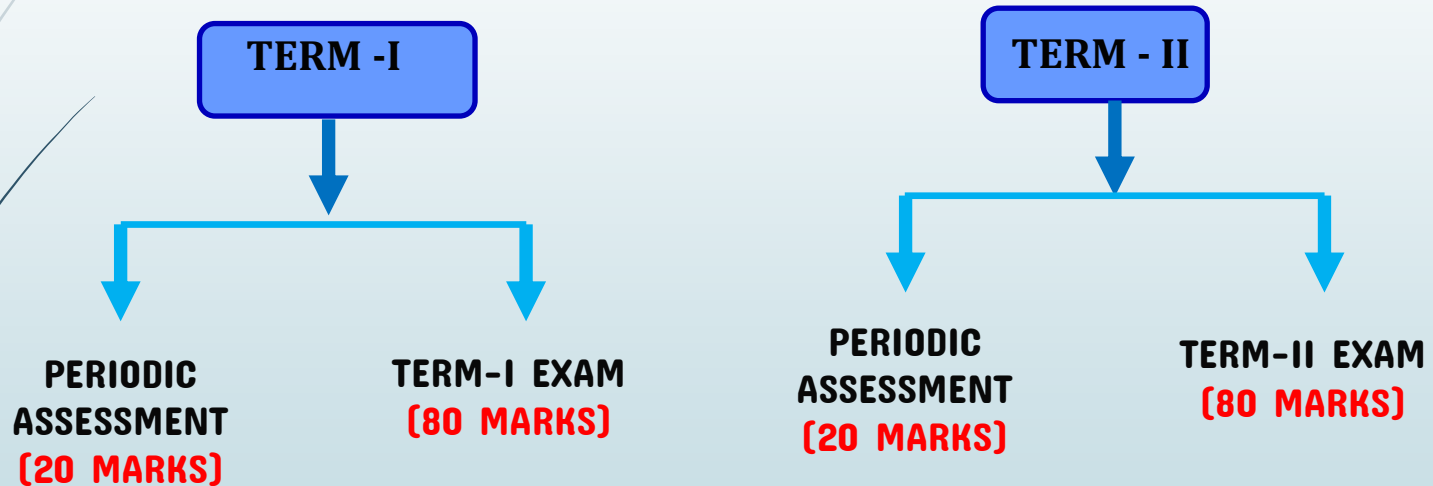 TERM -I
PERIODIC
ASSESSMENT
(20 MARKS)
TERM-I EXAM
(80 MARKS)
TERM - II
PERIODIC
ASSESSMENT
(20 MARKS)
TERM-II EXAM
(80 MARKS)